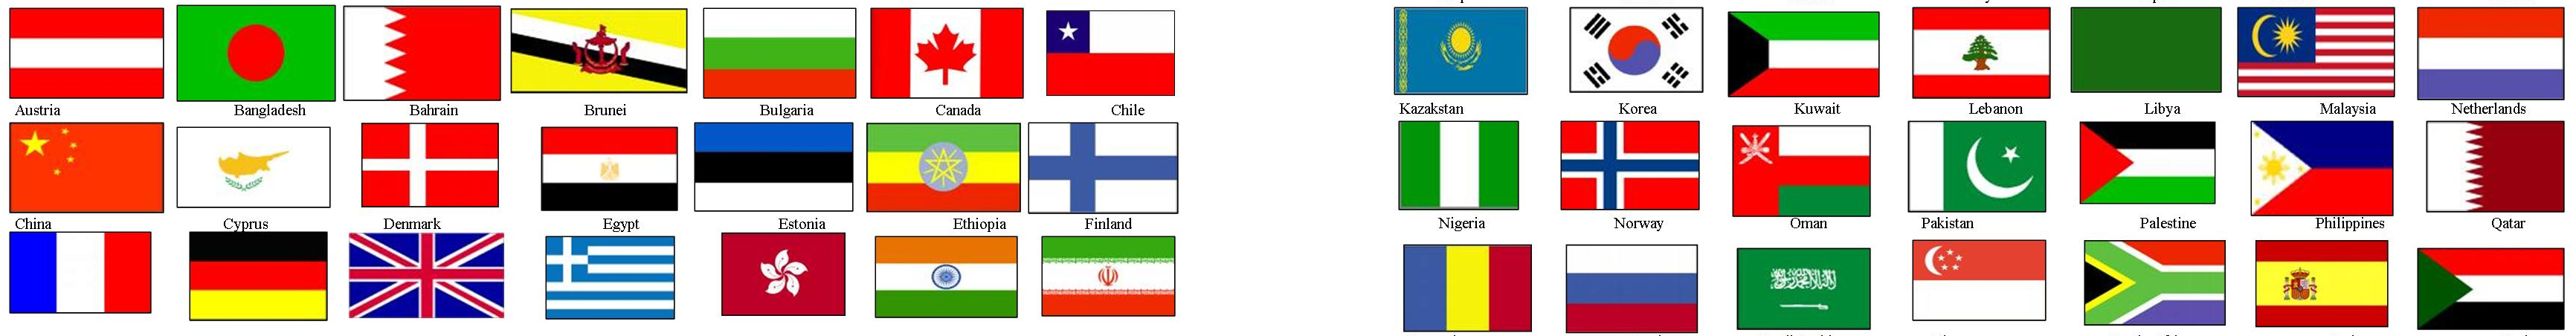 Austria Bangladesh Bahrain Brunei Bulgaria Canada Chile
Kazakstan Korea Kuwait Lebanon Libya Malaysia Netherlands
China Cyprus Denmark Egypt Estonia Ethiopia Finland
Nigeria Norway Oman Pakistan Palestine Philippines Qatar